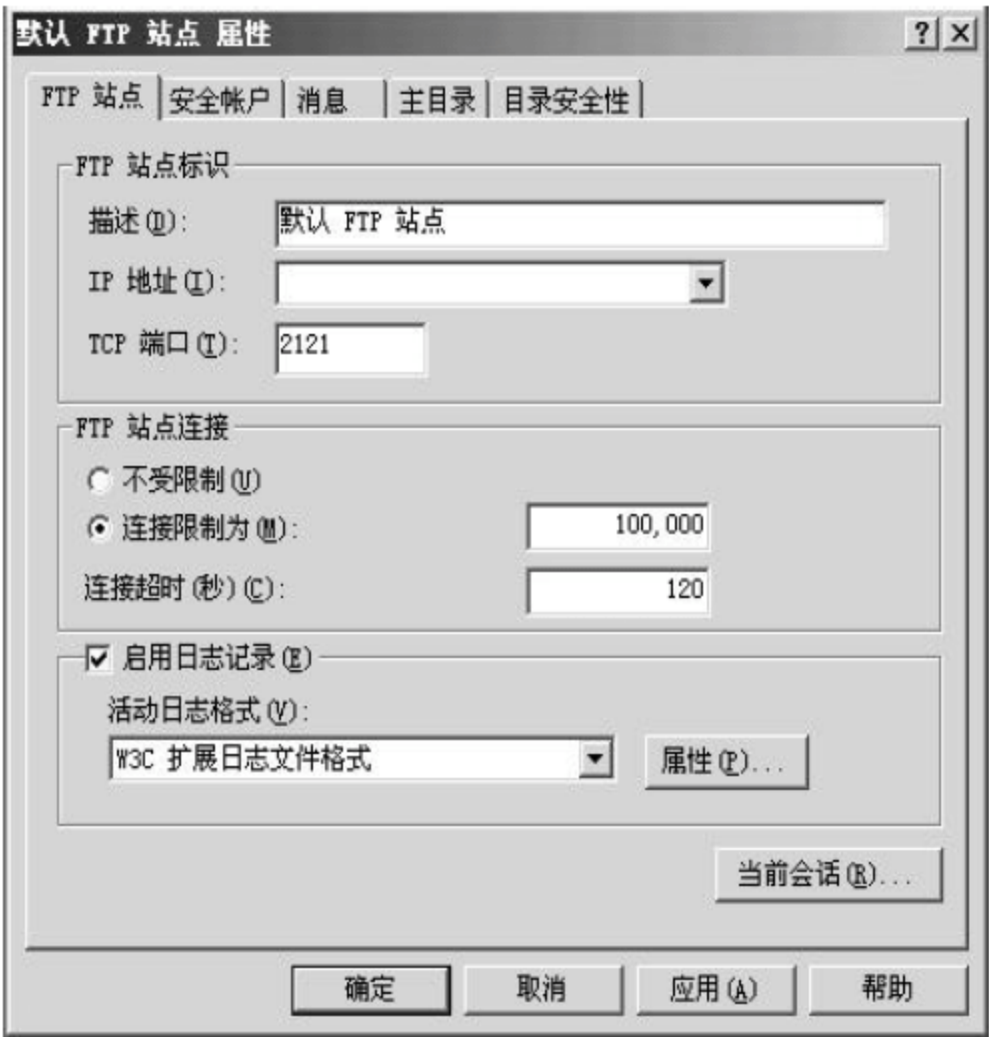 默认 FTP 站点 属性
FTP 站点 安全帐户 消息 主目录 目录安全性
FTP 站点标识
描述(D): 默认 FTP 站点
IP 地址(I):
TCP 端口(T): 2121
FTP 站点连接
不受限制(U)
连接限制为(M): 100,000
连接超时(秒)(C): 120
启用日志记录(E)
活动日志格式(V):
W3C 扩展日志文件格式 属性(P)...
当前会话(R)...
确定 取消 应用(A) 帮助